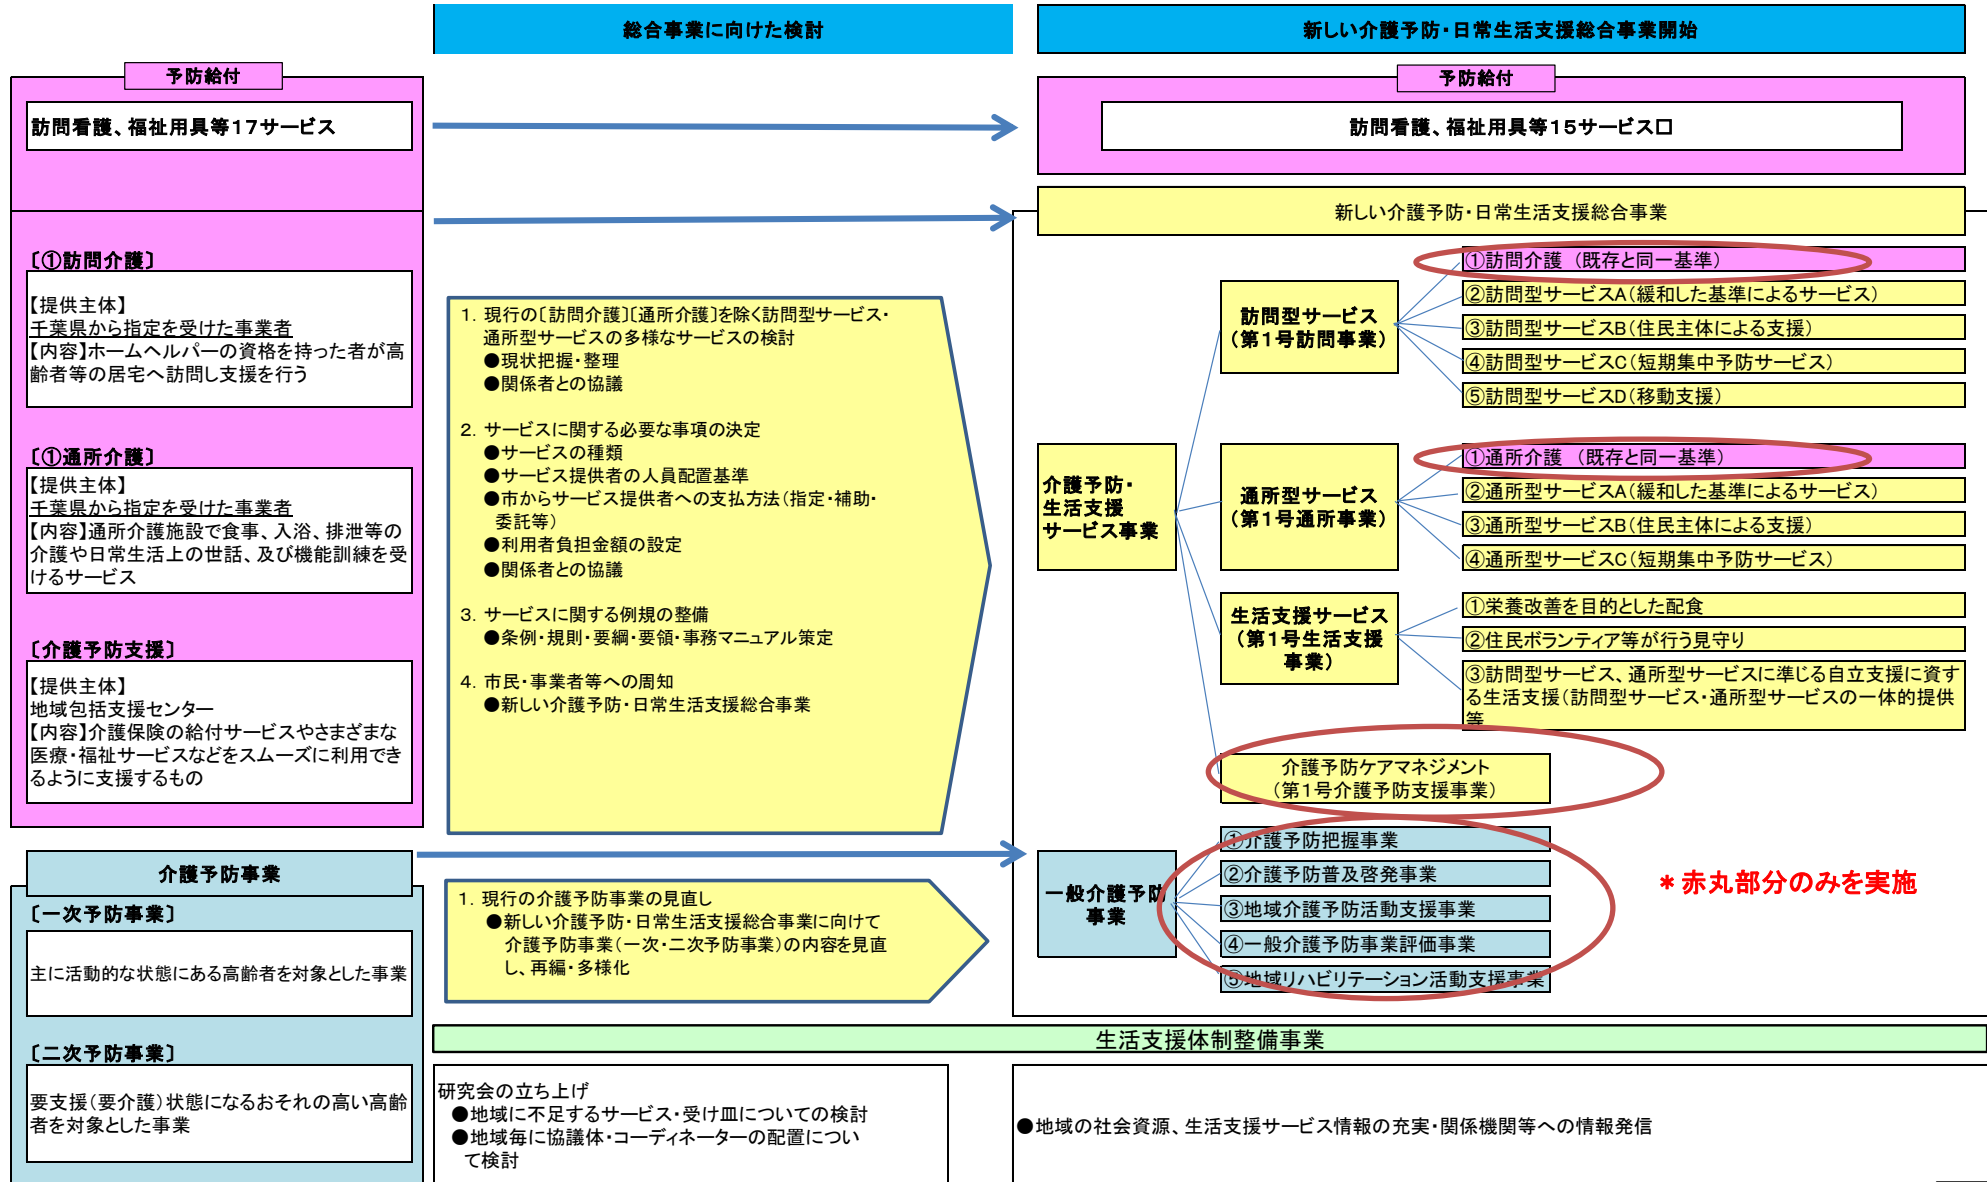 総合事業に向けた検討
新しい介護予防・日常生活支援総合事業開始
予防給付
訪問看護、福祉用具等17サービス
〔①訪問介護〕
【提供主体】
千葉県から指定を受けた事業者
【内容】ホームヘルパーの資格を持った者が高
齢者等の居宅へ訪問し支援を行う
〔①通所介護〕
【提供主体】
千葉県から指定を受けた事業者
【内容】通所介護施設で食事、入浴、排泄等の
介護や日常生活上の世話、及び機能訓練を受
けるサービス
〔介護予防支援〕
【提供主体】
地域包括支援センター
【内容】介護保険の給付サービスやさまざまな
医療・福祉サービスなどをスムーズに利用でき
るように支援するもの
介護予防事業
〔一次予防事業〕
主に活動的な状態にある高齢者を対象とした事業
〔二次予防事業〕
要支援(要介護)状態になるおそれの高い高齢
者を対象とした事業
1．現行の〔訪問介護〕〔通所介護〕を除く訪問型サービス・
通所型サービスの多様なサービスの検討
●現状把握・整理
●関係者との協議
2．サービスに関する必要な事項の決定
●サービスの種類
●サービス提供者の人員配置基準
●市からサービス提供者への支払方法(指定・補助・
委託等)
●利用者負担金額の設定
●関係者との協議
3．サービスに関する例規の整備
●条例・規則・要綱・要領・事務マニュアル策定
4．市民・事業者等への周知
●新しい介護予防・日常生活支援総合事業
1．現行の介護予防事業の見直し
●新しい介護予防・日常生活支援総合事業に向けて
介護予防事業(一次・二次予防事業)の内容を見直
し、再編・多様化
予防給付
訪問看護、福祉用具等15サービス口
新しい介護予防・日常生活支援総合事業
介護予防・
生活支援
サービス事業
訪問型サービス
(第1号訪問事業)
①訪問介護 (既存と同一基準)
②訪問型サービスA(緩和した基準によるサービス)
③訪問型サービスB(住民主体による支援)
④訪問型サービスC(短期集中予防サービス)
⑤訪問型サービスD(移動支援)
通所型サービス
(第1号通所事業)
①通所介護 (既存と同一基準)
②通所型サービスA(緩和した基準によるサービス)
③通所型サービスB(住民主体による支援)
④通所型サービスC(短期集中予防サービス)
生活支援サービス
(第1号生活支援
事業)
①栄養改善を目的とした配食
②住民ボランティア等が行う見守り
③訪問型サービス、通所型サービスに準じる自立支援に資す
る生活支援(訪問型サービス・通所型サービスの一体的提供
等
介護予防ケアマネジメント
(第1号介護予防支援事業)
一般介護予防
事業
①介護予防把握事業
②介護予防普及啓発事業
③地域介護予防活動支援事業
④一般介護予防事業評価事業
⑤地域リハビリテーション活動支援事業
＊赤丸部分のみを実施
生活支援体制整備事業
研究会の立ち上げ
●地域に不足するサービス・受け皿についての検討
●地域毎に協議体・コーディネーターの配置につい
て検討
●地域の社会資源、生活支援サービス情報の充実・関係機関等への情報発信